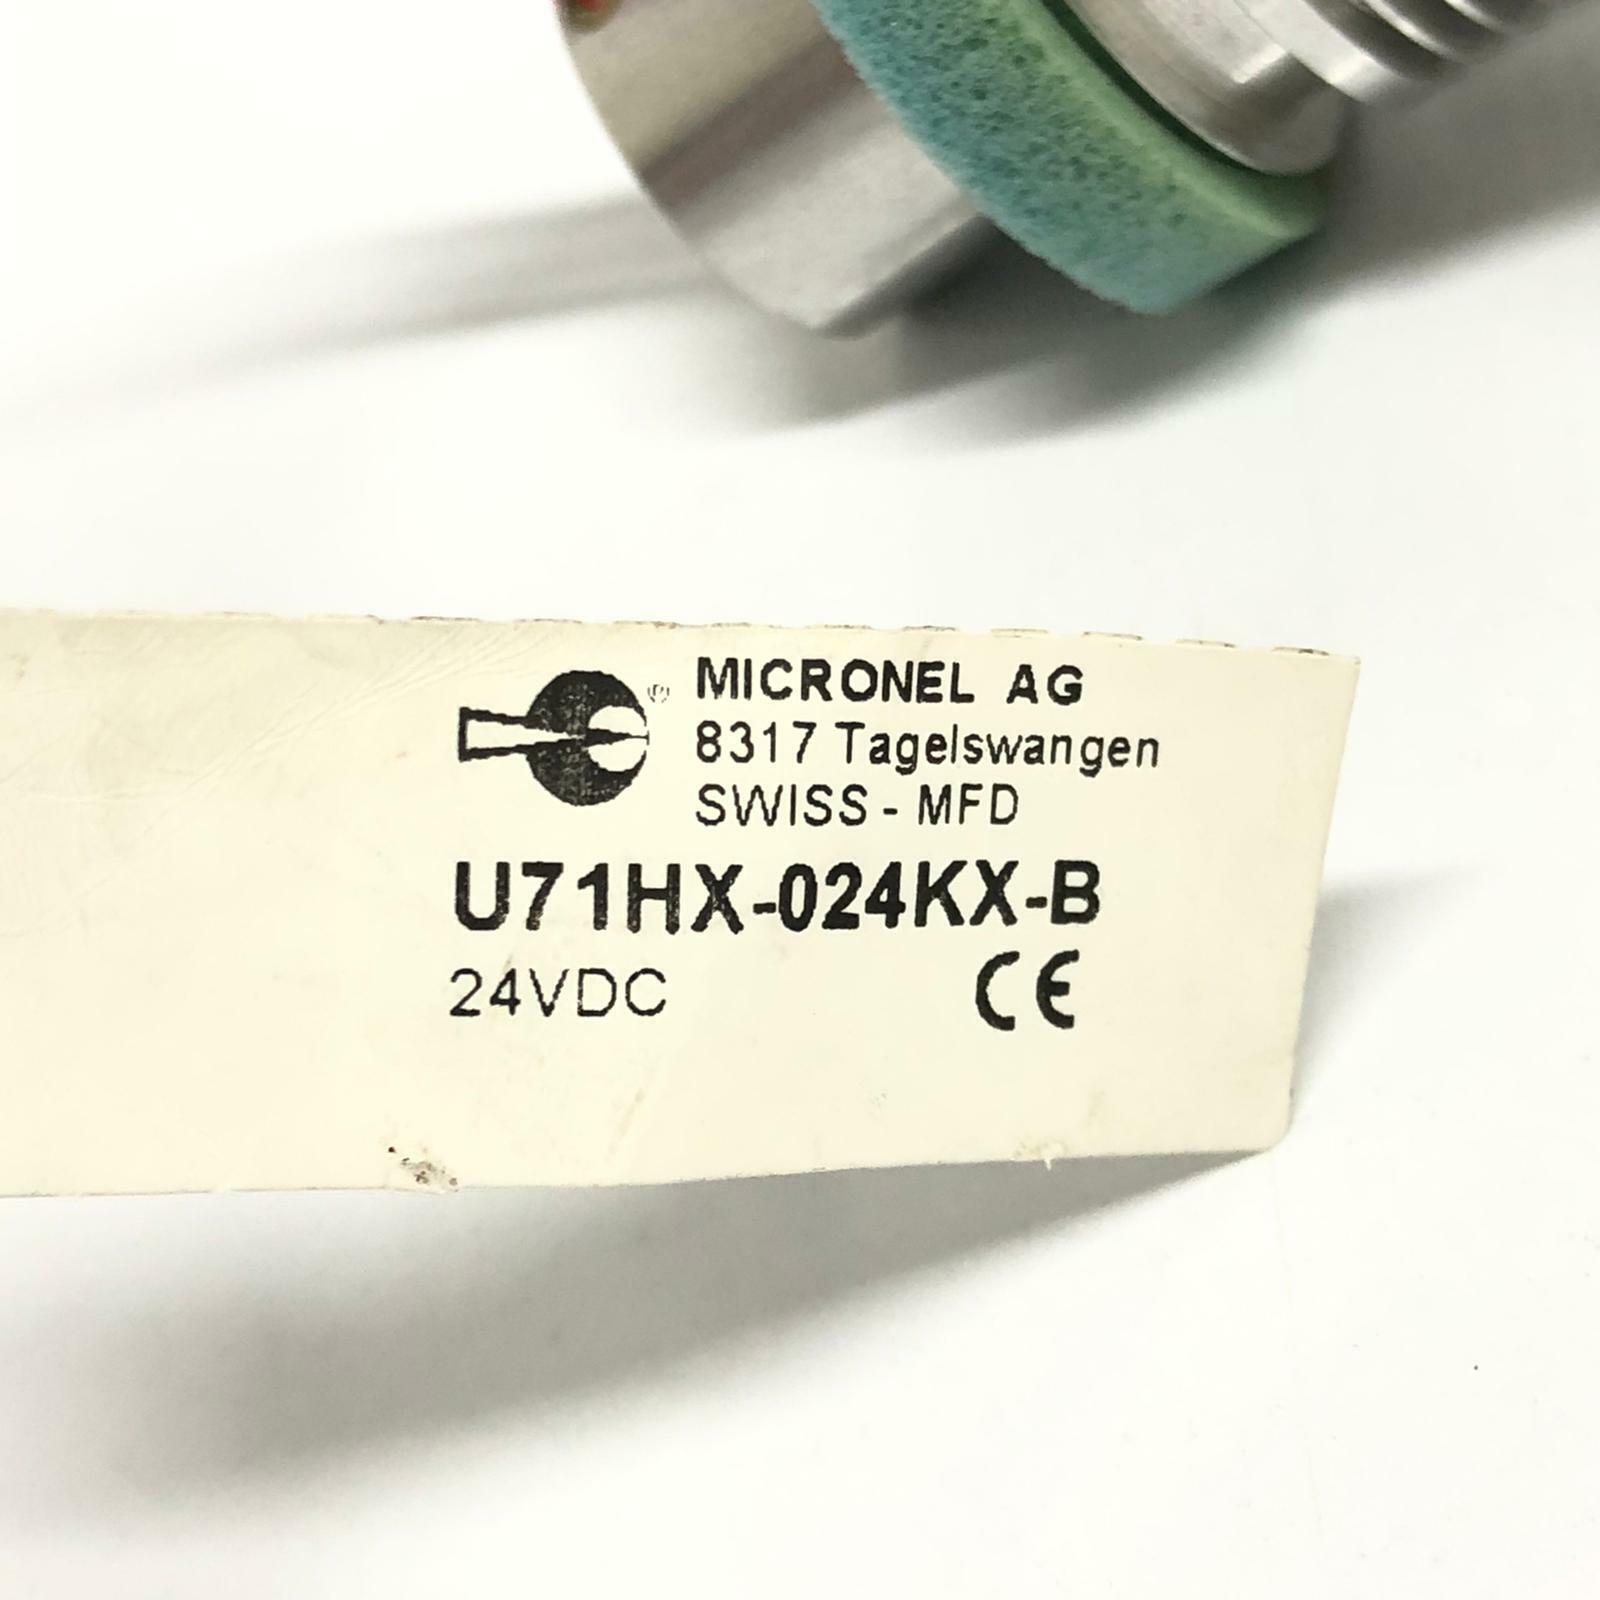 MICRONEL AG
8317 Tagelswangen
SWISS - MFD
U71HX-024KX-B
24VDC CE